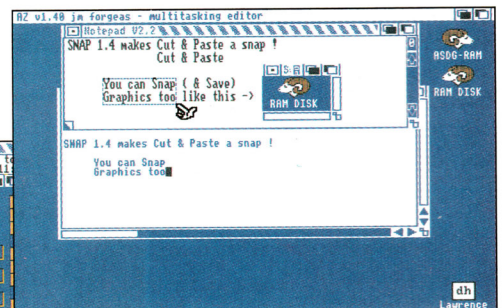 AZ v1.40 jm forgeas - multitasking editor
Notepad V2.2
SNAP 1.4 makes Cut & Paste a snap !
Cut & Paste
You can Snap ( & Save)
Graphics too like this ->
RAM DISK
ASDG-RAM
RAM DISK
SNAP 1.4 makes Cut & Paste a snap !
You can Snap
Graphics too
dh
Lawrence